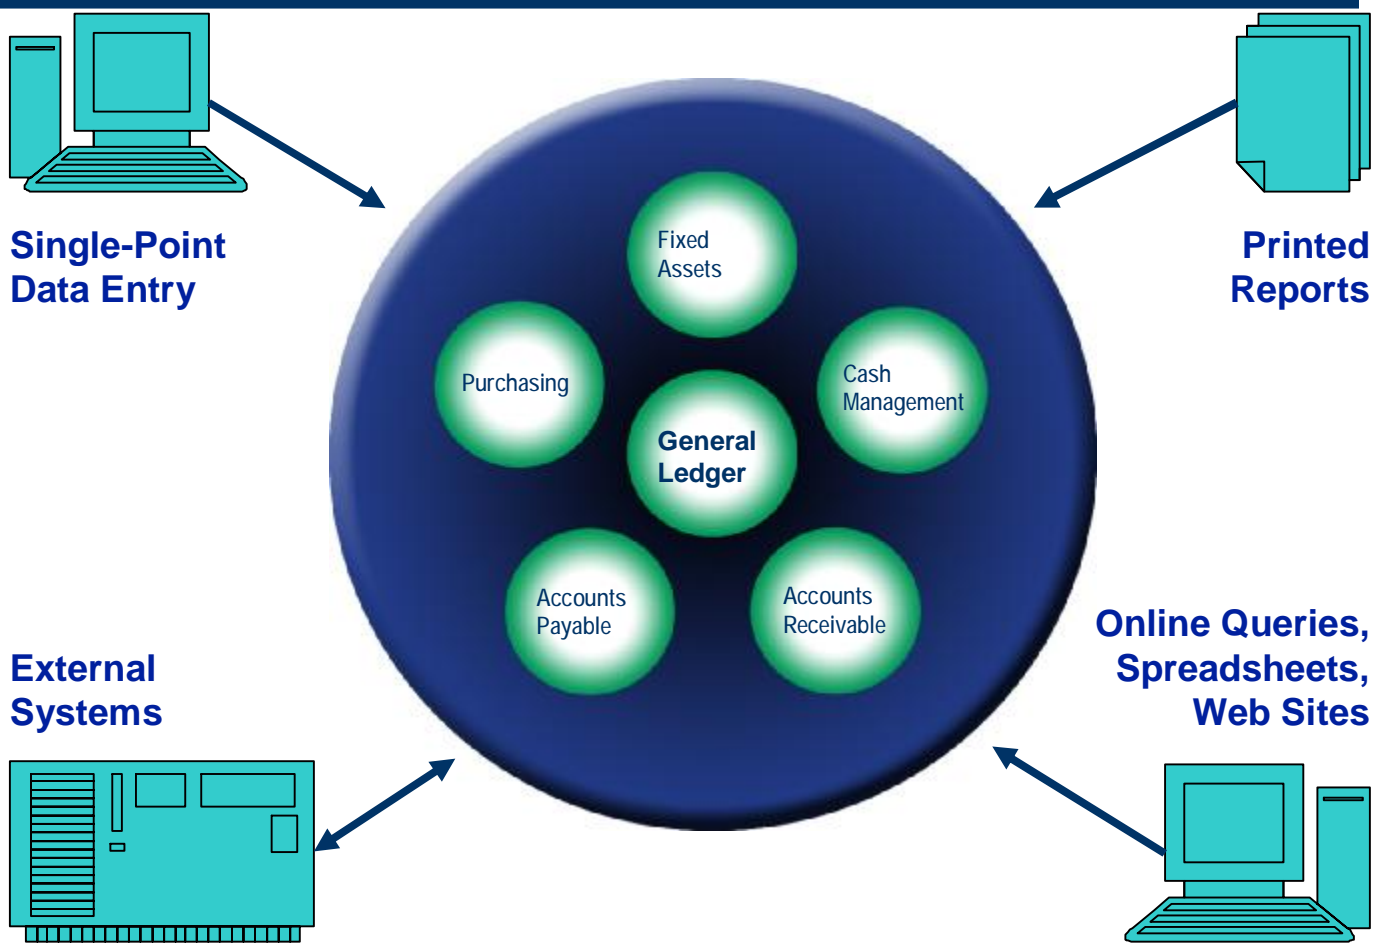 Single-Point
Data Entry
Printed
Reports
Fixed
Assets
Purchasing
Cash
Management
General
Ledger
Accounts
Payable
Accounts
Receivable
External
Systems
Online Queries,
Spreadsheets,
Web Sites